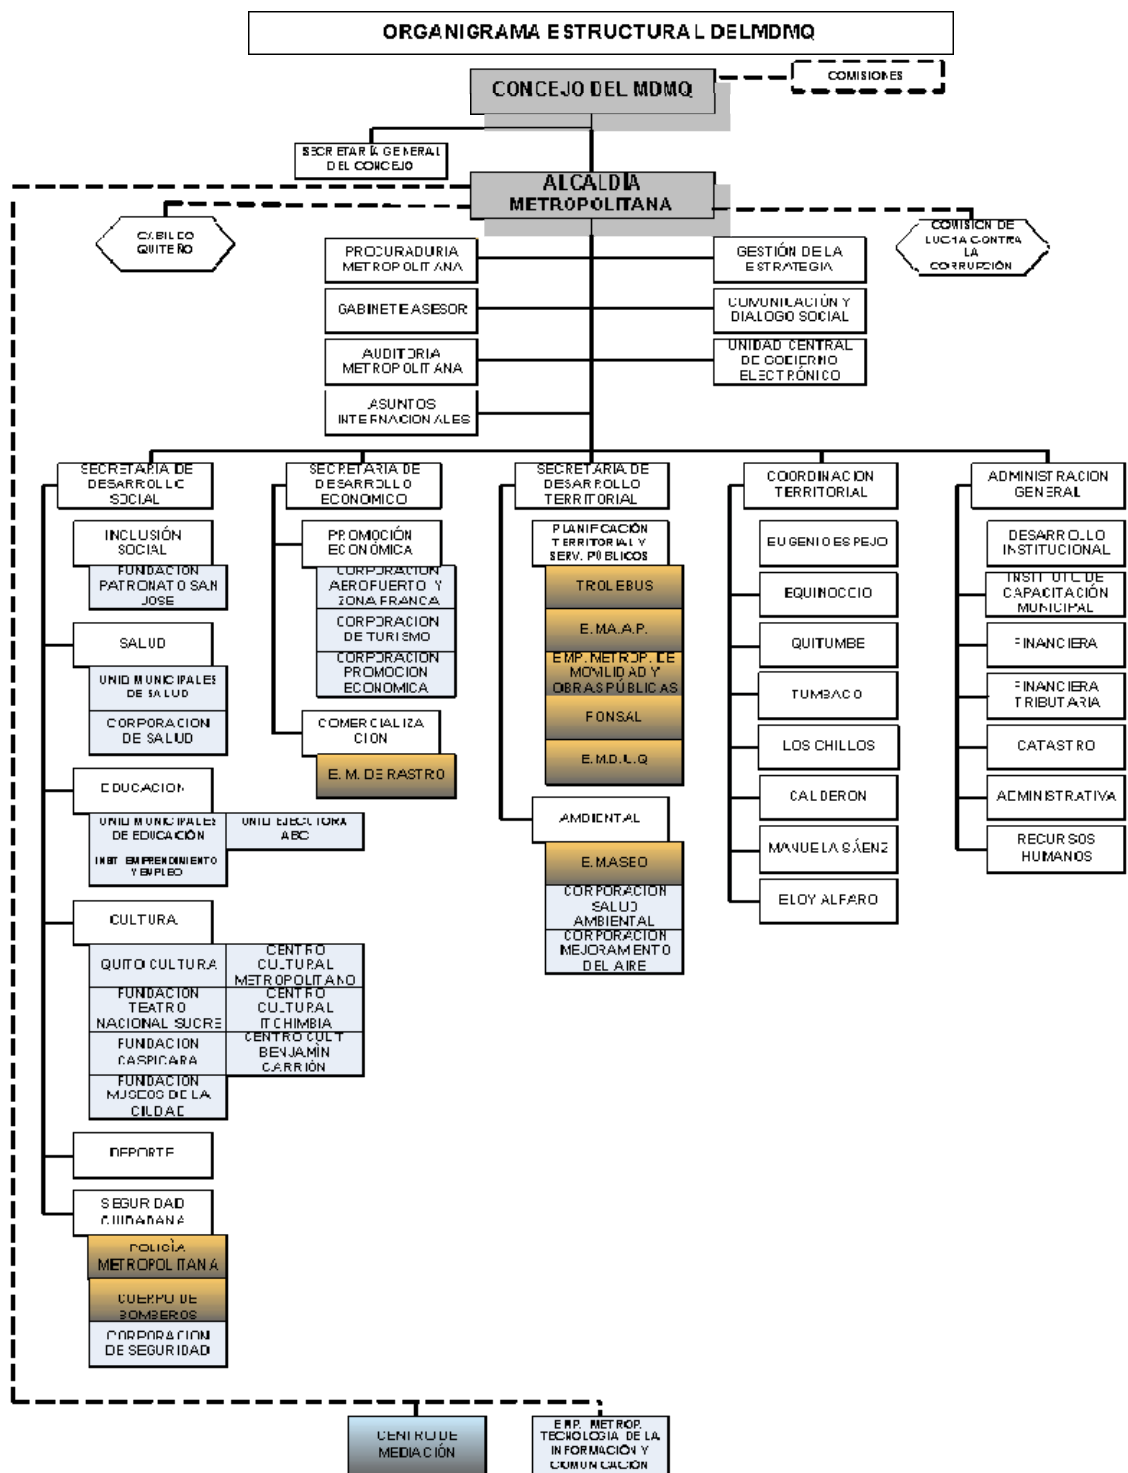 ORGANIGRAMA ESTRUCTURAL DEL MDMQ
CONCEJO DEL MDMQ
COMISIONES
SECRETARÍA GENERAL
DEL CONCEJO
ALCALDÍA
METROPOLITANA
CABILDO
QUITEÑO
COMISION DE
LUCHA CONTRA
LA
CORRUPCIÓN
PROCURADURIA
METROPOLITANA
GESTIÓN DE LA
ESTRATEGIA
GABINETE ASESOR
COMUNICACIÓN Y
DIALOGO SOCIAL
AUDITORIA
METROPOLITANA
UNIDAD CENTRAL
DE GOBIERNO
ELECTRÓNICO
ASUNTOS
INTERNACIONALES
SECRETARIA DE
DESARROLLO
SOCIAL
SECRETARIA DE
DESARROLLO
ECONOMICO
SECRETARIA DE
DESARROLLO
TERRITORIAL
COORDINACION
TERRITORIAL
ADMINISTRACION
GENERAL
INCLUSIÓN
SOCIAL
FUNDACION
PATRONATO SAN
JOSE
SALUD
UNID MUNICIPALES
DE SALUD
CORPORACION
DE SALUD
EDUCACION
UNID MUNICIPALES
DE EDUCACIÓN
INST EMPRENDIMIENTO
Y EMPLEO
UNID EJECUTORA
ABC
CULTURA
QUITO CULTURA
CENTRO
CULTURAL
METROPOLITANO
FUNDACION
TEATRO
NACIONAL SUCRE
CENTRO
CULTURAL
ITCHIMBIA
FUNDACION
CASPICARA
CENTRO CULT
BENJAMÍN
CARRIÓN
FUNDACION
MUSEOS DE LA
CIUDAD
DEPORTE
SEGURIDAD
CIUDADANA
POLICÍA
METROPOLITANA
CUERPO DE
BOMBEROS
CORPORACION
DE SEGURIDAD
PROMOCIÓN
ECONÓMICA
CORPORACION
AEROPUERTO Y
ZONA FRANCA
CORPORACION
DE TURISMO
CORPORACION
PROMOCION
ECONOMICA
COMERCIALIZA
CION
E. M. DE RASTRO
PLANIFICACIÓN
TERRITORIAL Y
SERV. PÚBLICOS
TROLEBUS
E.M.A.A.P.
EMP. METROP. DE
MOVILIDAD Y
OBRAS PÚBLICAS
FONSAL
E.M.D.U.Q
AMBIENTAL
E.MASEO
CORPORACION
SALUD
AMBIENTAL
CORPORACION
MEJORAMIENTO
DEL AIRE
EUGENIO ESPEJO
EQUINOCCIO
QUITUMBE
TUMBACO
LOS CHILLOS
CALDERON
MANUELA SÁENZ
ELOY ALFARO
DESARROLLO
INSTITUCIONAL
INSTITUTO DE
CAPACITACIÓN
MUNICIPAL
FINANCIERA
FINANCIERA
TRIBUTARIA
CATASTRO
ADMINISTRATIVA
RECURSOS
HUMANOS
CENTRO DE
MEDIACIÓN
EMP. METROP.
TECNOLOGIA DE LA
INFORMACIÓN Y
COMUNICACIÓN